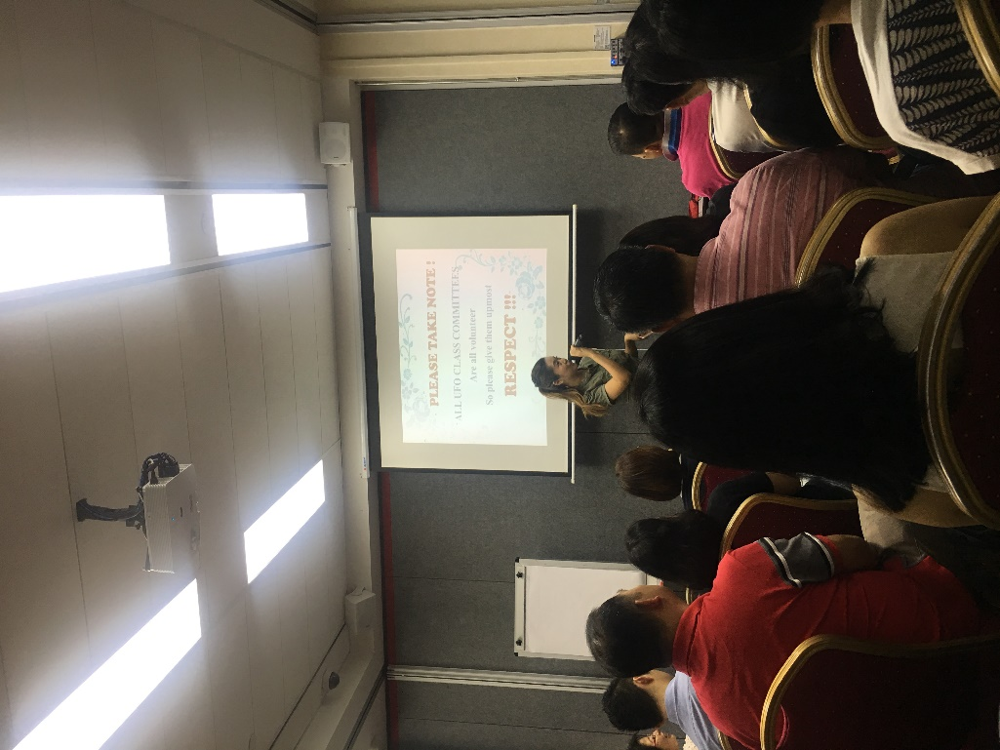 PLEASE TAKE NOTE !
ALL UFO CLASS COMMITTEES
Are all volunteer
So please give them upmost
RESPECT !!!